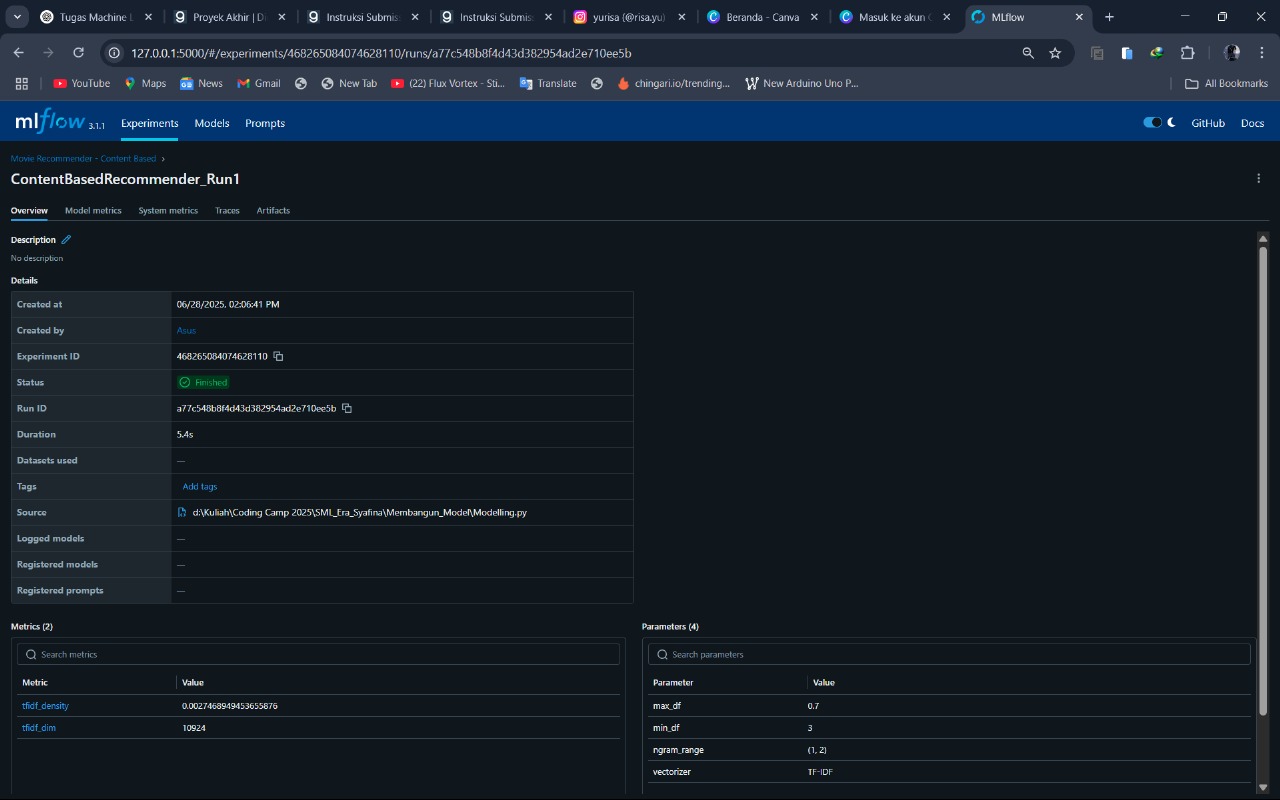 Tugas Machine L
Proyek Akhir | Di
Instruksi Submis
Instruksi Submis
yurisa (@risa.yu)
Beranda - Canva
Masuk ke akun C
MLflow
127.0.0.1:5000/#/experiments/468265084074628110/runs/a77c548b8f4d43d382954ad2e710ee5b
YouTube
Maps
News
Gmail
New Tab
(22) Flux Vortex - Sti...
Translate
chingari.io/trending...
New Arduino Uno P...
All Bookmarks
mlflow 3.1.1
Experiments
Models
Prompts
GitHub
Docs
Movie Recommender - Content Based
ContentBasedRecommender_Run1
Overview
Model metrics
System metrics
Traces
Artifacts
Description
No description
Details
Created at 06/28/2025, 02:06:41 PM
Created by Asus
Experiment ID 468265084074628110
Status Finished
Run ID a77c548b8f4d43d382954ad2e710ee5b
Duration 5.4s
Datasets used —
Tags Add tags
Source d:\Kuliah\Coding Camp 2025\SML_Era_Syafina\Membangun_Model\Modelling.py
Logged models —
Registered models —
Registered prompts —
Metrics (2)
Search metrics
Metric Value
tfidf_density 0.0027468949453655876
tfidf_dim 10924
Parameters (4)
Search parameters
Parameter Value
max_df 0.7
min_df 3
ngram_range (1, 2)
vectorizer TF-IDF